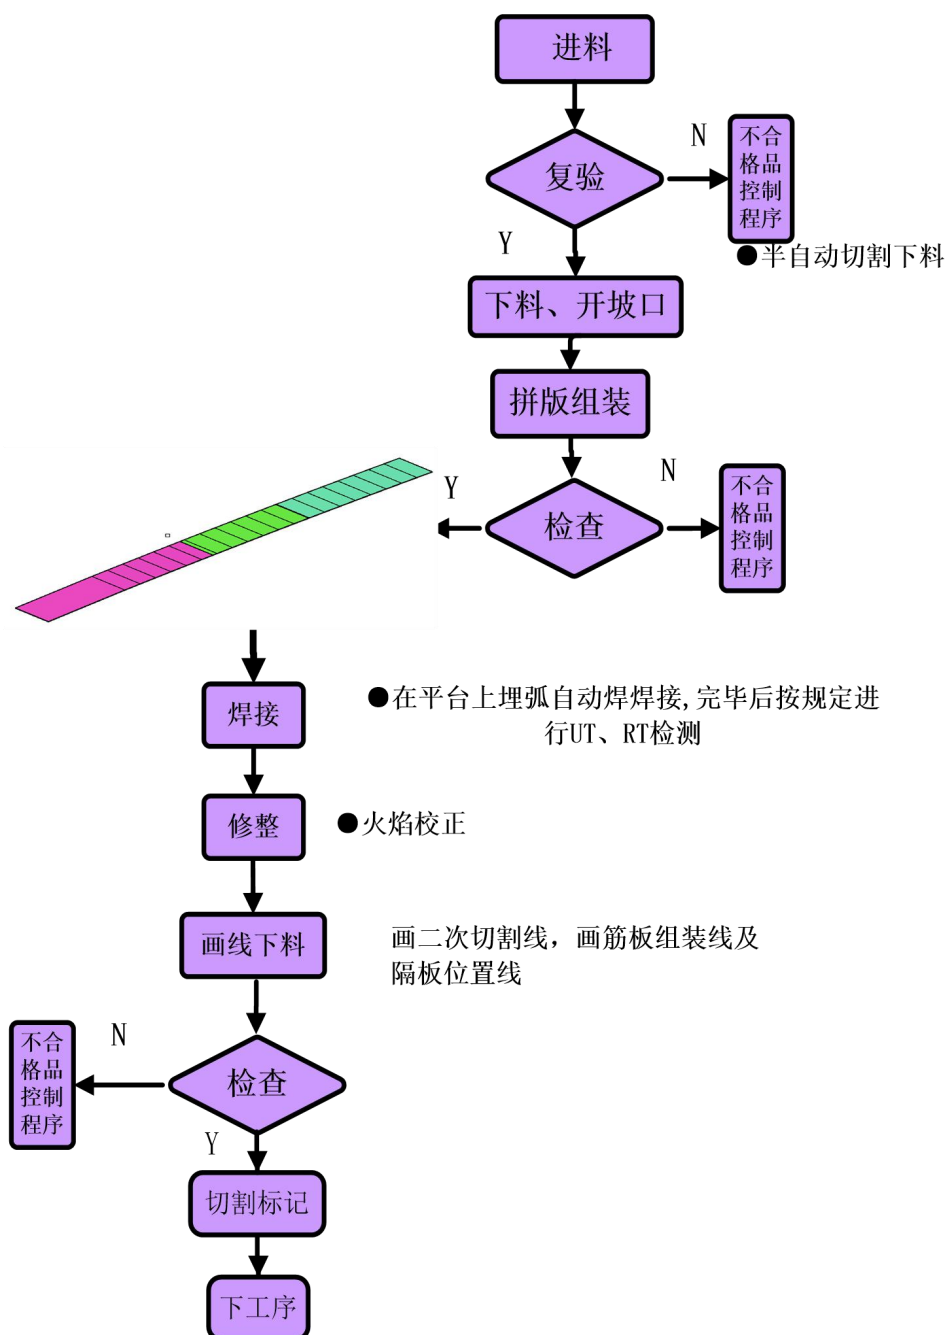 进料
复验
N
不合
格品
控制
程序
Y
●半自动切割下料
下料、开坡口
拼版组装
检查
Y
N
不合
格品
控制
程序
焊接
●在平台上埋弧自动焊焊接,完毕后按规定进
行UT、RT检测
修整
●火焰校正
画线下料
画二次切割线，画筋板组装线及
隔板位置线
检查
N
不合
格品
控制
程序
Y
切割标记
下工序